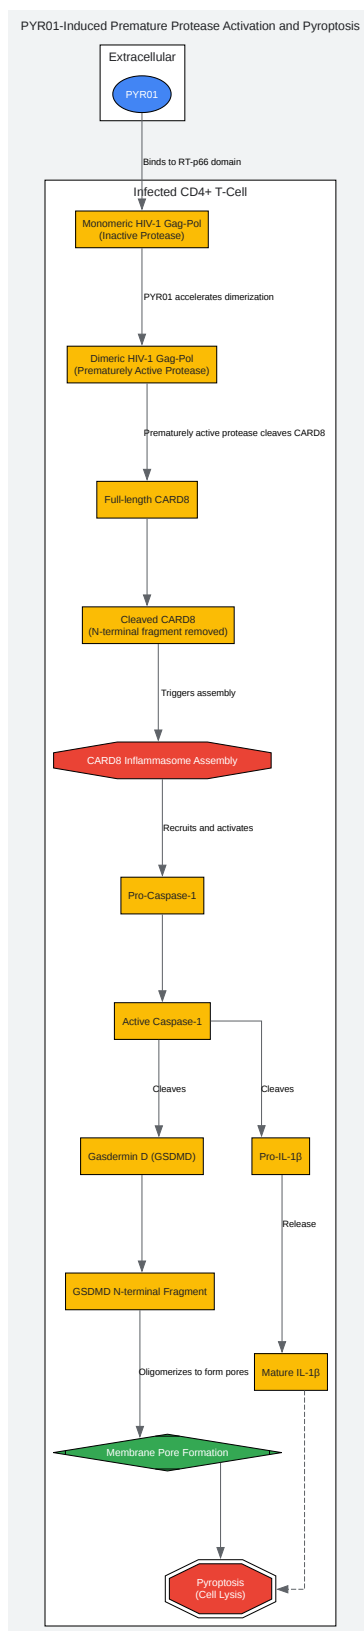 PYR01-Induced Premature Protease Activation and Pyroptosis
Extracellular
PYR01
Binds to RT-p66 domain
Infected CD4+ T-Cell
Monomeric HIV-1 Gag-Pol
(Inactive Protease)
PYR01 accelerates dimerization
Dimeric HIV-1 Gag-Pol
(Prematurely Active Protease)
Prematurely active protease cleaves CARD8
Full-length CARD8
Cleaved CARD8
(N-terminal fragment removed)
Triggers assembly
CARD8 Inflammasome Assembly
Recruits and activates
Pro-Caspase-1
Active Caspase-1
Cleaves
Cleaves
Gasdermin D (GSDMD)
Pro-IL-1β
Release
GSDMD N-terminal Fragment
Oligomerizes to form pores
Mature IL-1β
Membrane Pore Formation
Pyroptosis
(Cell Lysis)